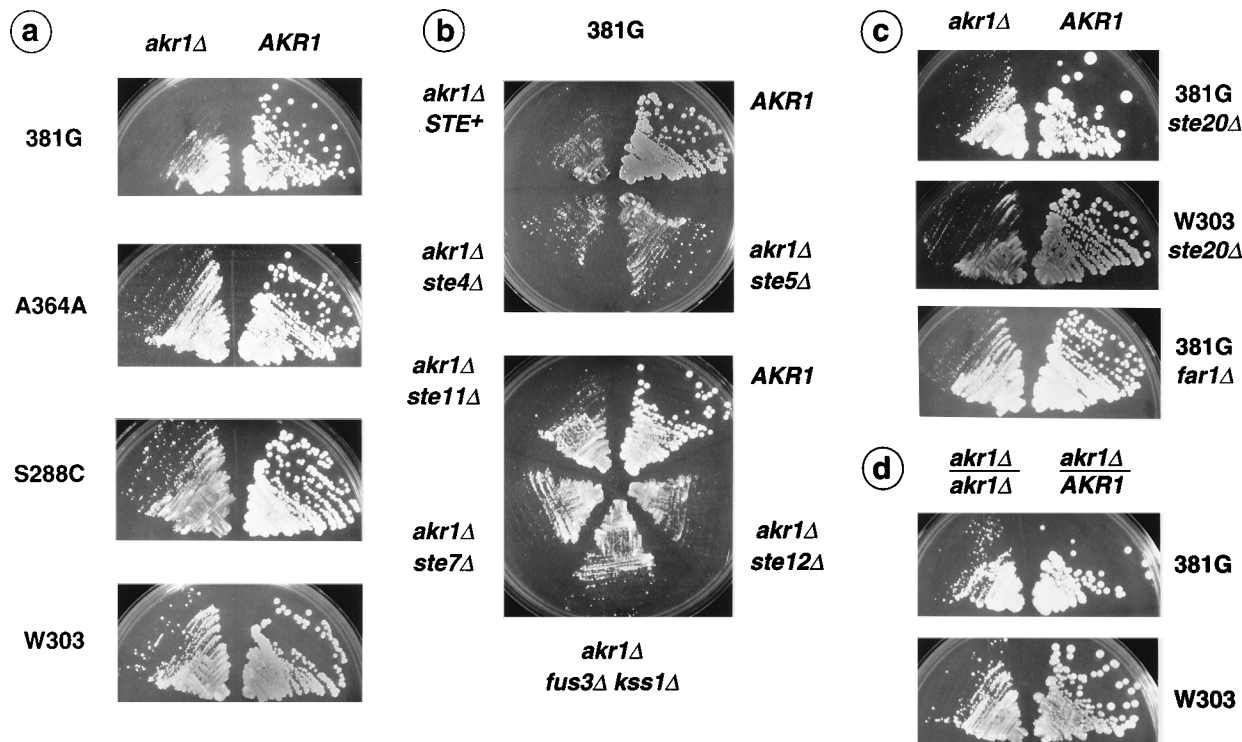 a
akr1Δ AKR1
381G
A364A
S288C
W303
b
381G
akr1Δ
STE+
AKR1
akr1Δ
ste4Δ
akr1Δ
ste5Δ
akr1Δ
ste11Δ
AKR1
akr1Δ
ste7Δ
akr1Δ
ste12Δ
akr1Δ
fus3Δ kss1Δ
c
akr1Δ AKR1
381G
ste20Δ
W303
ste20Δ
381G
far1Δ
d
akr1Δ akr1Δ
akr1Δ AKR1
381G
W303